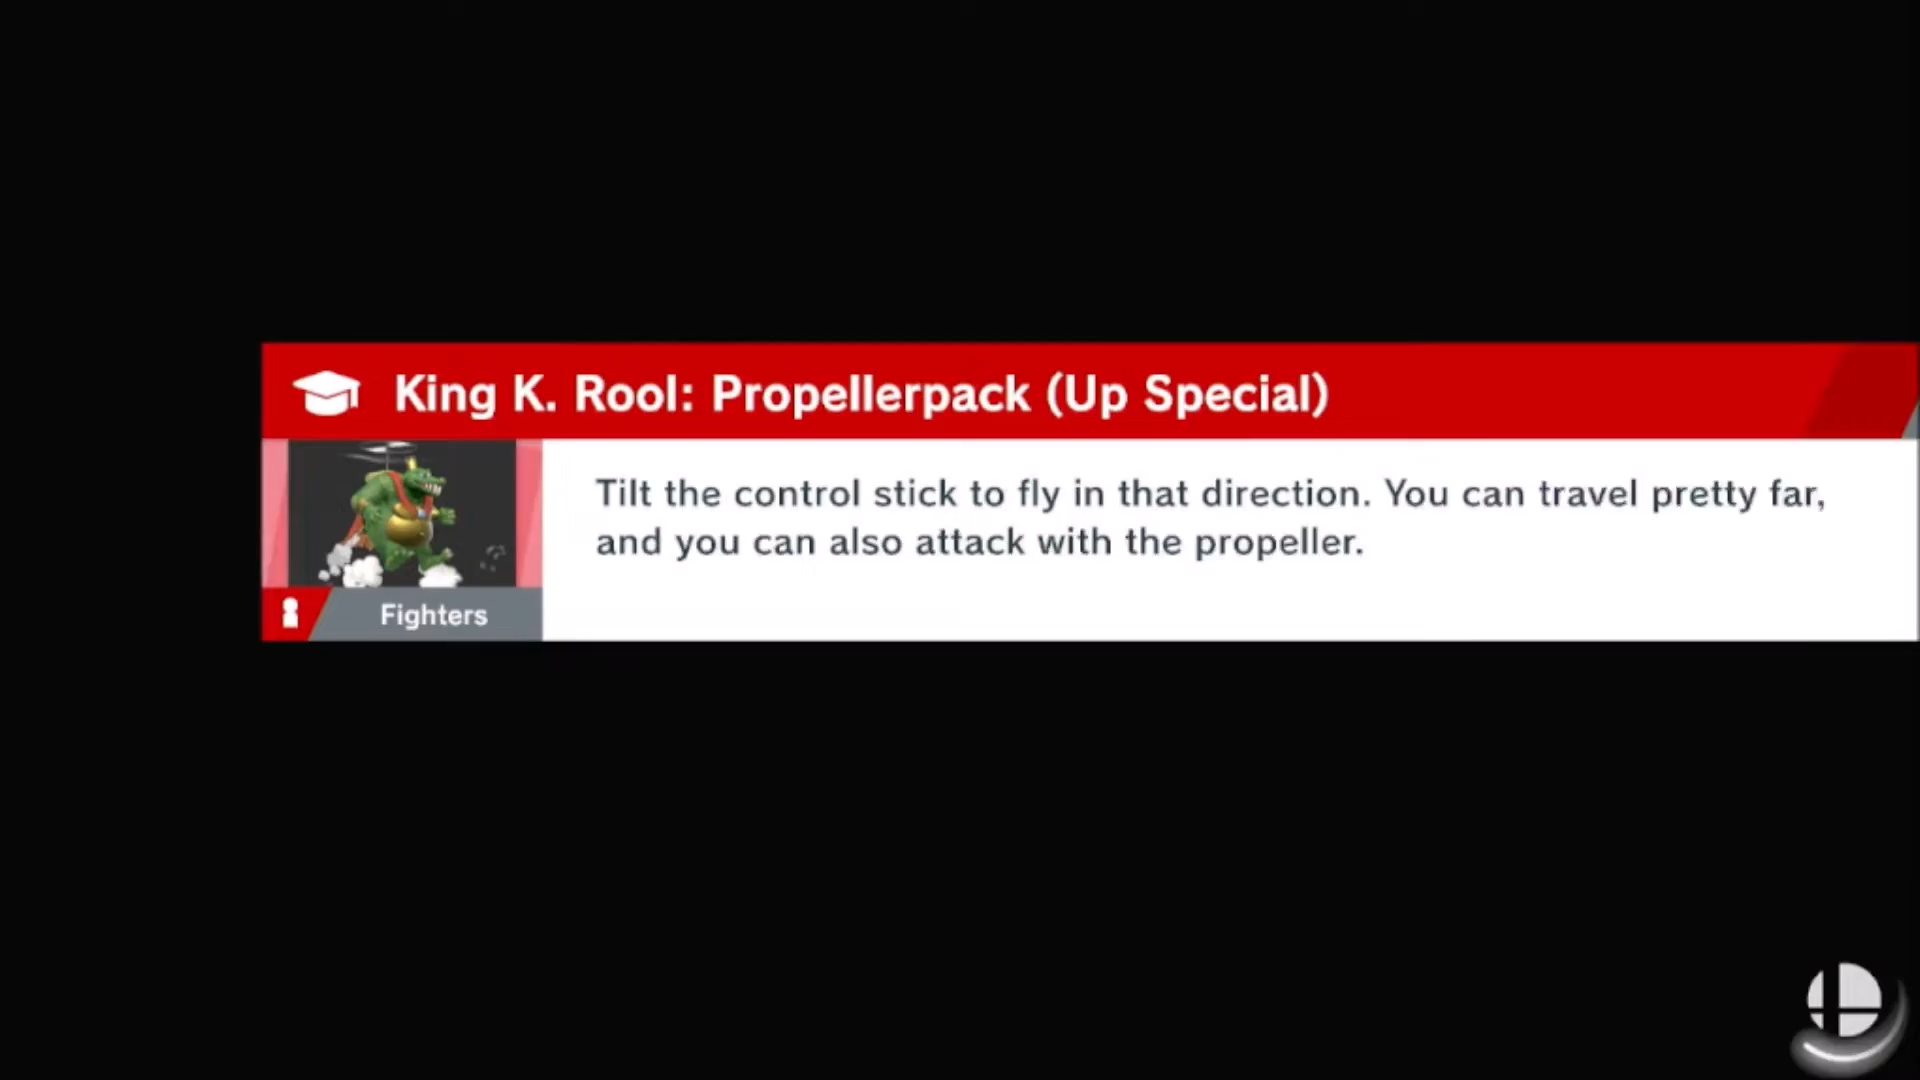 King K. Rool: Propellerpack (Up Special)
Tilt the control stick to fly in that direction. You can travel pretty far,
and you can also attack with the propeller.
Fighters